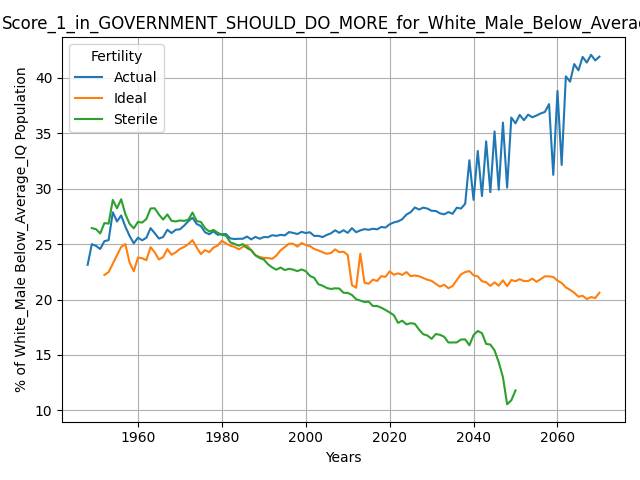 Score_1_in_GOVERNMENT_SHOULD_DO_MORE_for_White_Male_Below_Avera
Fertility
Actual
Ideal
Sterile
% of White_Male Below_Average_IQ Population
40
35
30
25
20
15
10
1960
1980
2000
2020
2040
2060
Years